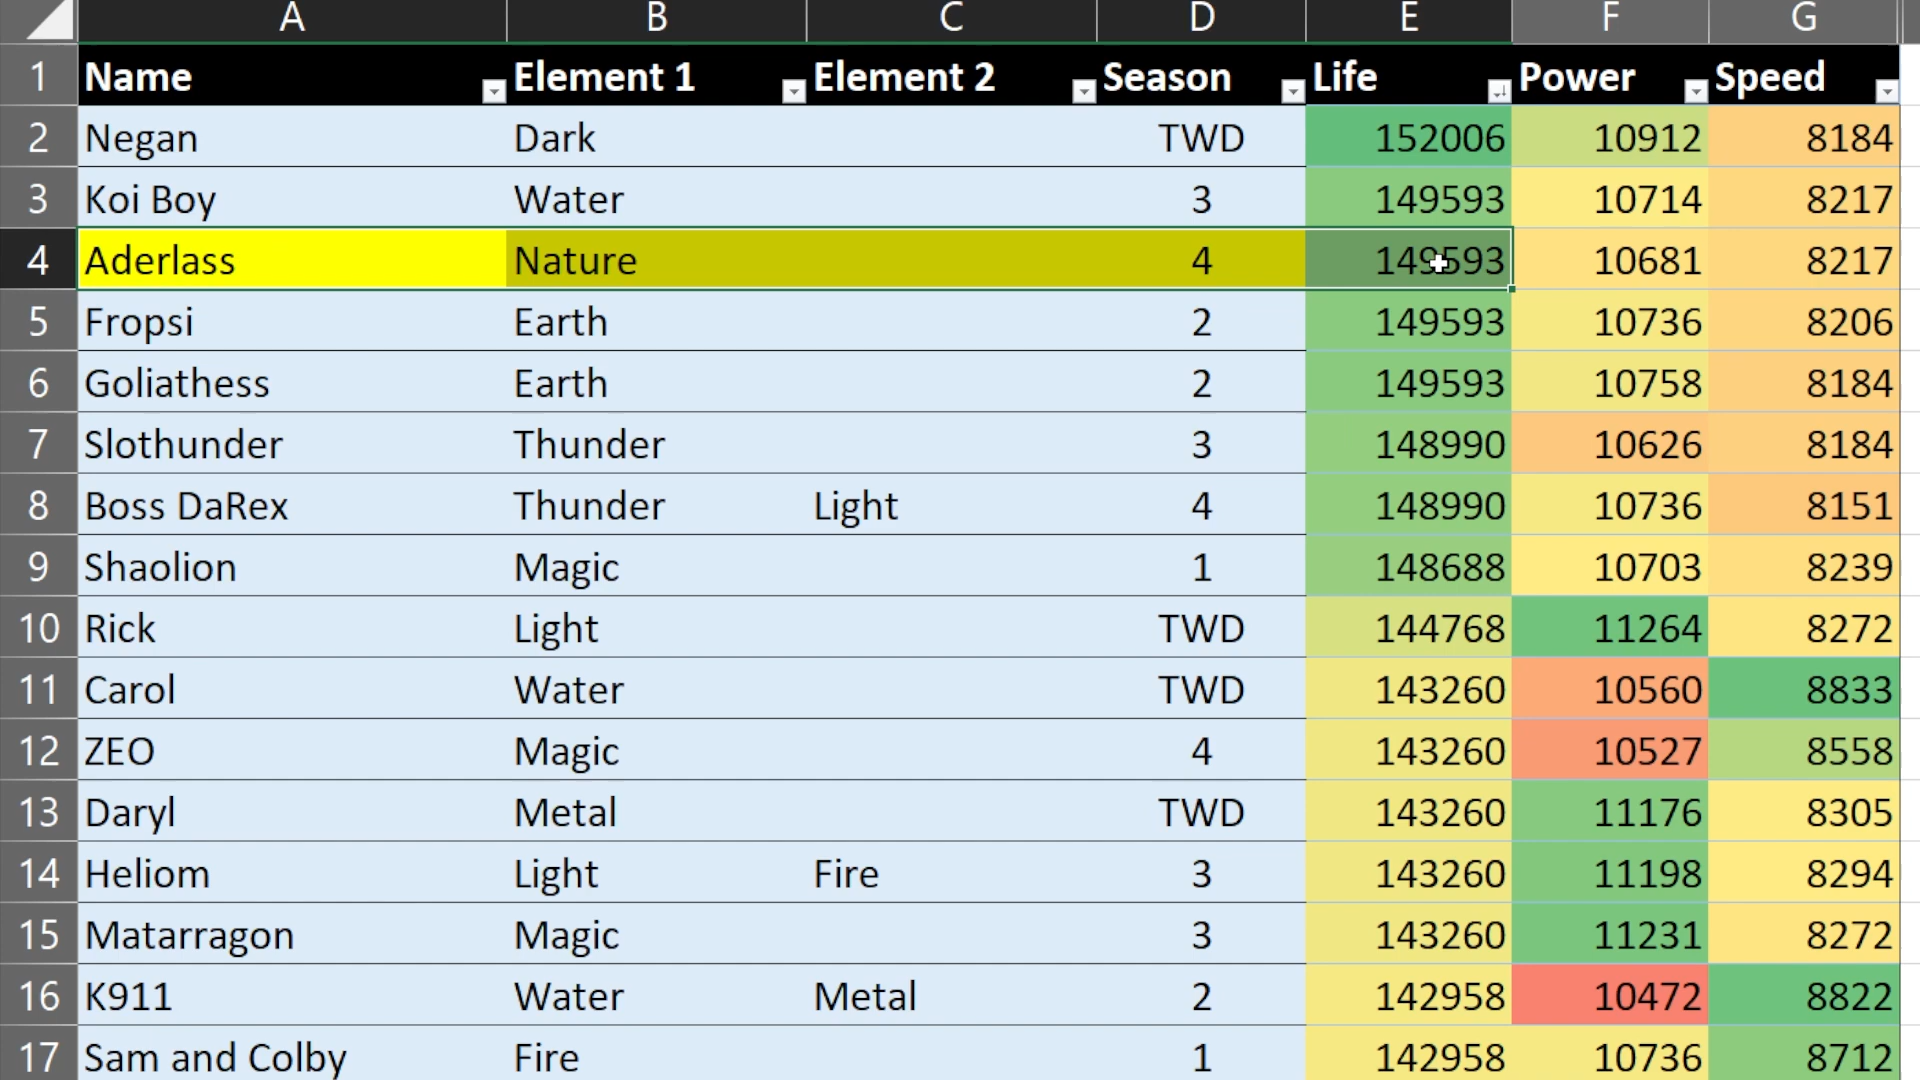 A B C D E F G
1 Name Element 1 Element 2 Season Life Power Speed
2 Negan Dark TWD 152006 10912 8184
3 Koi Boy Water 3 149593 10714 8217
4 Aderlass Nature 4 149593 10681 8217
5 Fropsi Earth 2 149593 10736 8206
6 Goliathess Earth 2 149593 10758 8184
7 Slothunder Thunder 3 148990 10626 8184
8 Boss DaRex Thunder Light 4 148990 10736 8151
9 Shaolion Magic 1 148688 10703 8239
10 Rick Light TWD 144768 11264 8272
11 Carol Water TWD 143260 10560 8833
12 ZEO Magic 4 143260 10527 8558
13 Daryl Metal TWD 143260 11176 8305
14 Heliom Light Fire 3 143260 11198 8294
15 Matarragon Magic 3 143260 11231 8272
16 K911 Water Metal 2 142958 10472 8822
17 Sam and Colby Fire 1 142958 10736 8712